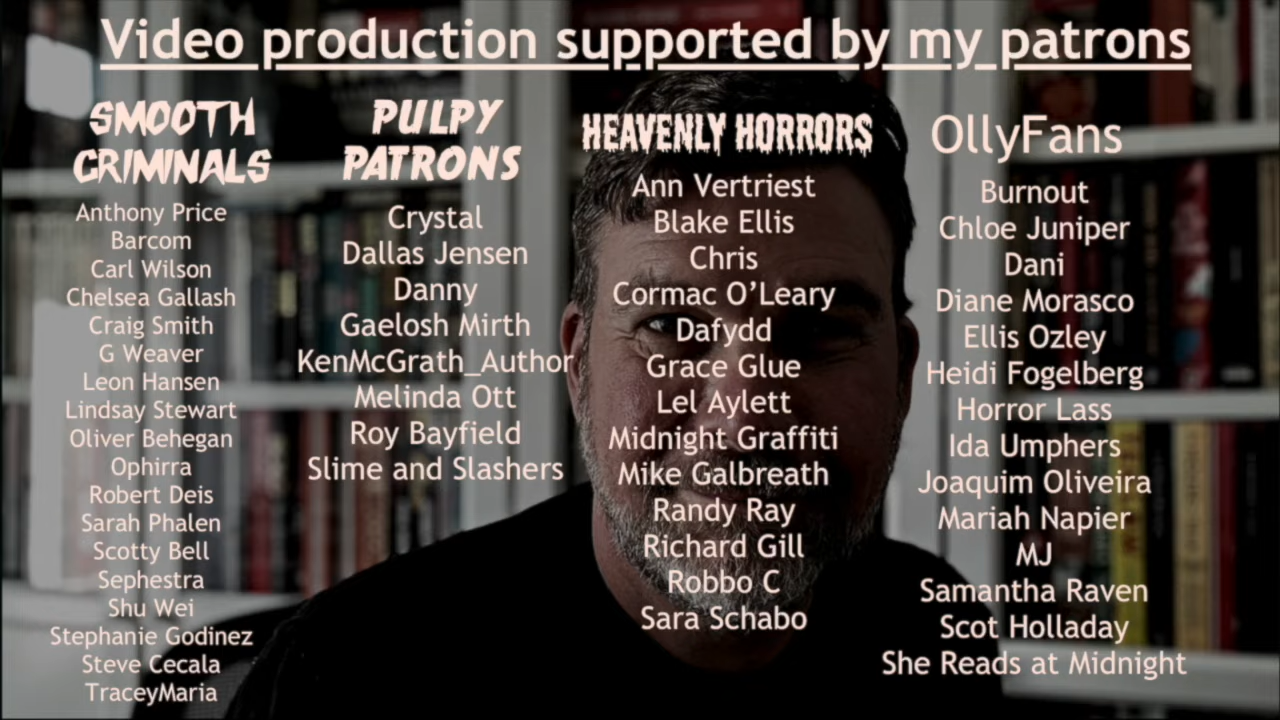 Video production supported by my patrons
SMOOTH
CRIMINALS
Anthony Price
Barcom
Carl Wilson
Chelsea Gallash
Craig Smith
G Weaver
Leon Hansen
Lindsay Stewart
Oliver Behegan
Ophirra
Robert Deis
Sarah Phalen
Scotty Bell
Sephestra
Shu Wei
Stephanie Godinez
Steve Cecala
TraceyMaria
PULPY
PATRONS
Crystal
Dallas Jensen
Danny
Gaelosh Mirth
KenMcGrath_Author
Melinda Ott
Roy Bayfield
Slime and Slashers
HEAVENLY HORRORS
Ann Vertriest
Blake Ellis
Chris
Cormac O’Leary
Dafydd
Grace Glue
Lel Aylett
Midnight Graffiti
Mike Galbreath
Randy Ray
Richard Gill
Robbo C
Sara Schabo
OllyFans
Burnout
Chloe Juniper
Dani
Diane Morasco
Ellis Ozley
Heidi Fogelberg
Horror Lass
Ida Umphers
Joaquim Oliveira
Mariah Napier
MJ
Samantha Raven
Scot Holladay
She Reads at Midnight